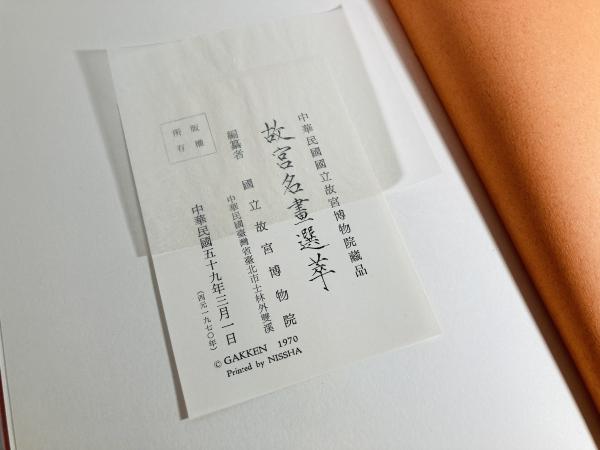 中華民國國立故宮博物院藏品
故宮名畫選萃
編纂者 國立故宮博物院
中華民國臺灣省臺北市士林外雙溪
中華民國五十九年三月一日
(西元一九七〇年)
版權
所有
© GAKKEN 1970
Printed by NISSHA